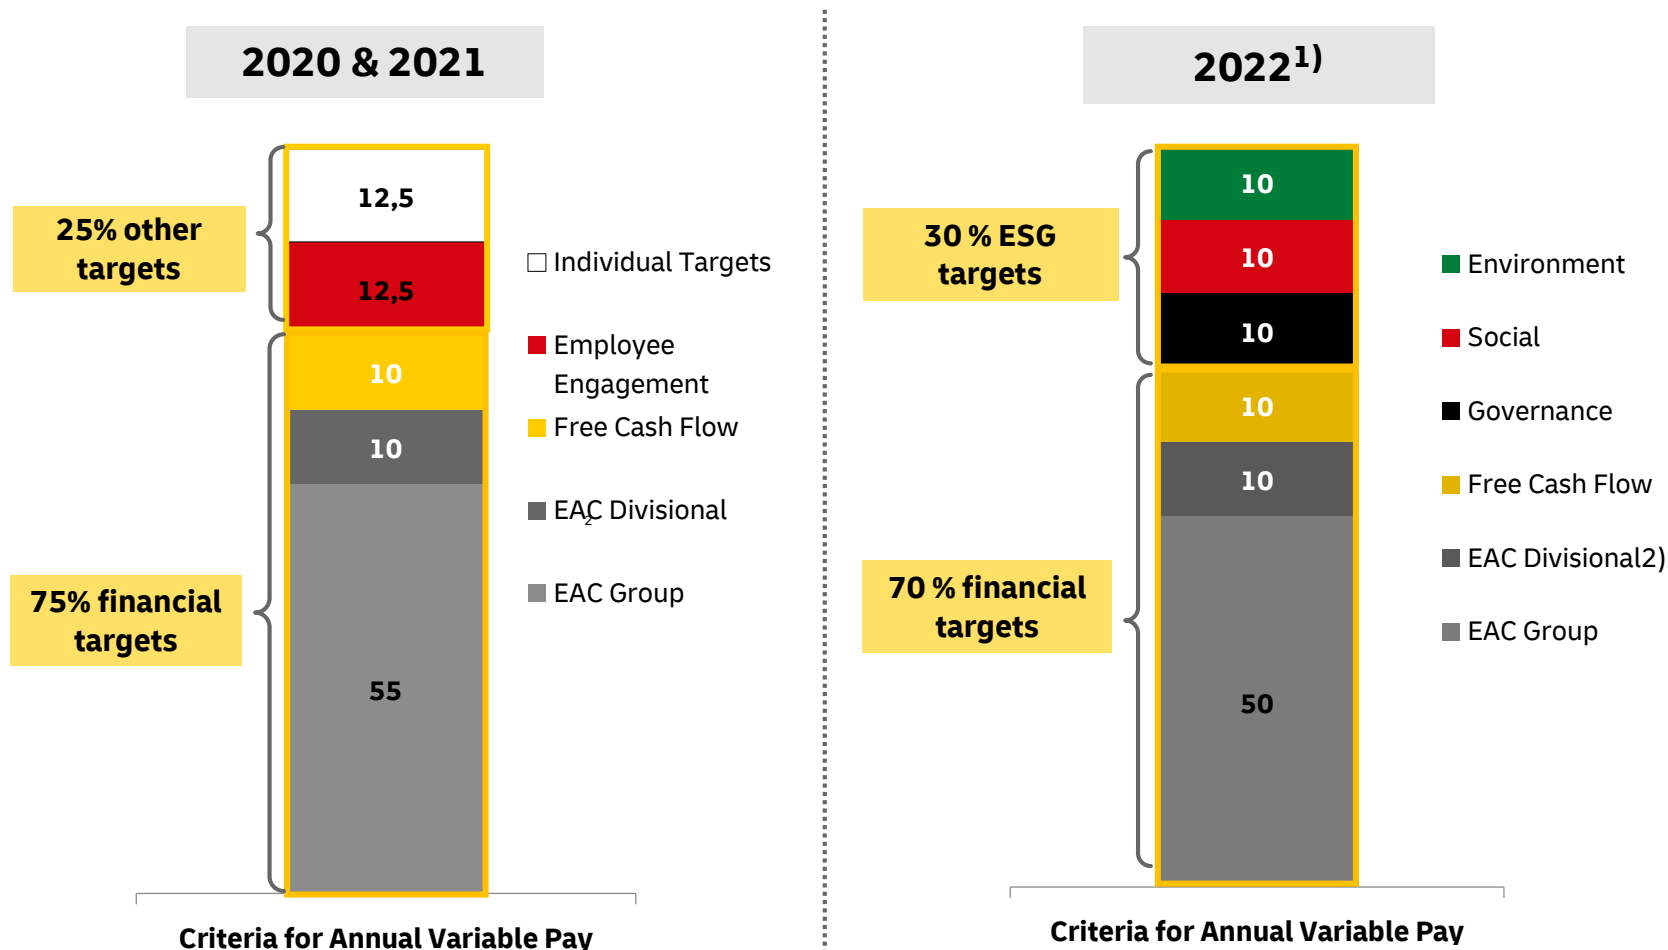 2020 & 2021
12,5
25% other
targets
12,5
Individual Targets
Employee
Engagement
10
Free Cash Flow
10
EAC Divisional
2
75% financial
targets
EAC Group
55
Criteria for Annual Variable Pay
2022¹⁾
10
30 % ESG
targets
10
Environment
10
Social
10
Governance
10
Free Cash Flow
EAC Divisional2)
70 % financial
targets
EAC Group
50
Criteria for Annual Variable Pay